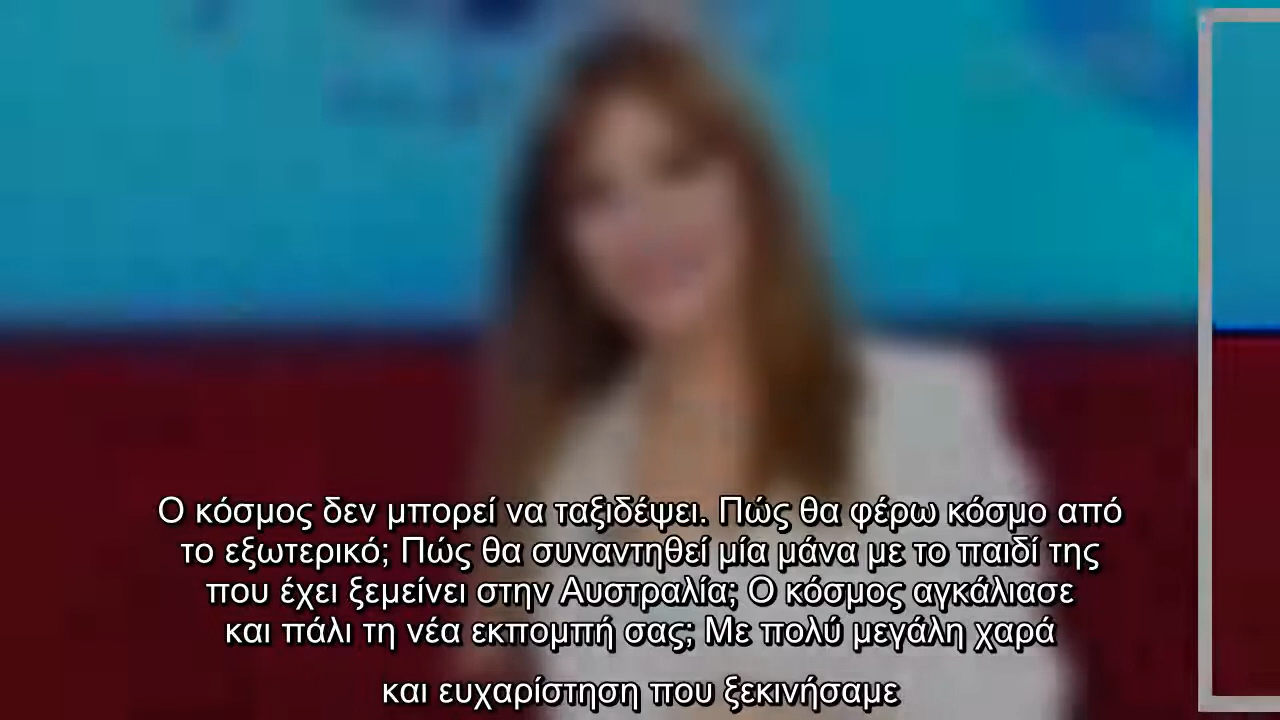 Ο κόσμος δεν μπορεί να ταξιδέψει. Πώς θα φέρω κόσμο από
το εξωτερικό; Πώς θα συναντηθεί μία μάνα με το παιδί της
που έχει ξεμείνει στην Αυστραλία; Ο κόσμος αγκάλιασε
και πάλι τη νέα εκπομπή σας; Με πολύ μεγάλη χαρά
και ευχαρίστηση που ξεκινήσαμε